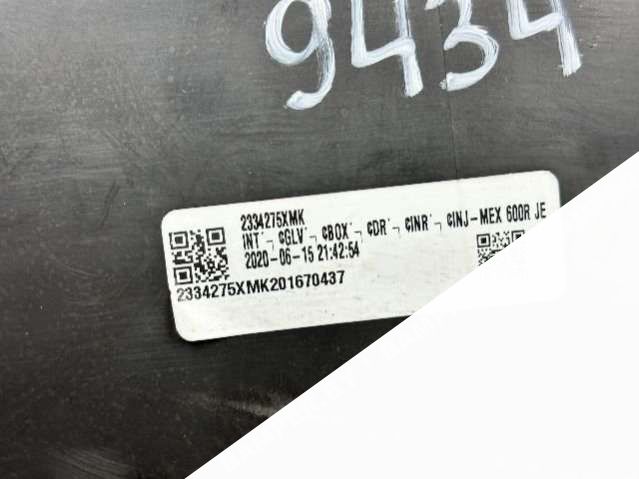 9434
2334275XMK
INT´¬ ¢GLV´¬ ¢BOX´¬ ¢DR´¬ ¢INR´¬ ¢INJ-MEX 600R JE
2020-06-15 21:42:54
2334275XMK201670437